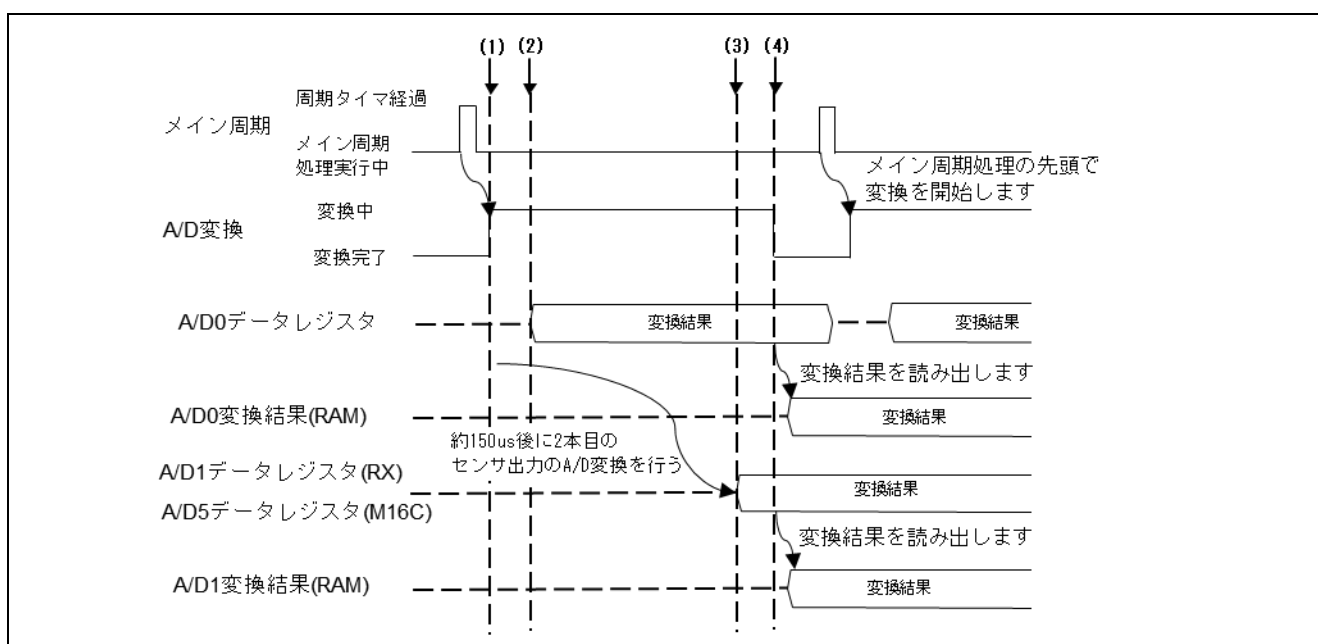 (1) (2) (3) (4)
周期タイマ経過
メイン周期
メイン周期
処理実行中
メイン周期処理の先頭で
変換を開始します
変換中
A/D変換
変換完了
A/D0データレジスタ
変換結果
変換結果
変換結果を読み出します
A/D0変換結果(RAM)
変換結果
約150us後に2本目の
センサ出力のA/D変換を行う
A/D1データレジスタ(RX)
変換結果
A/D5データレジスタ(M16C)
変換結果を読み出します
A/D1変換結果(RAM)
変換結果